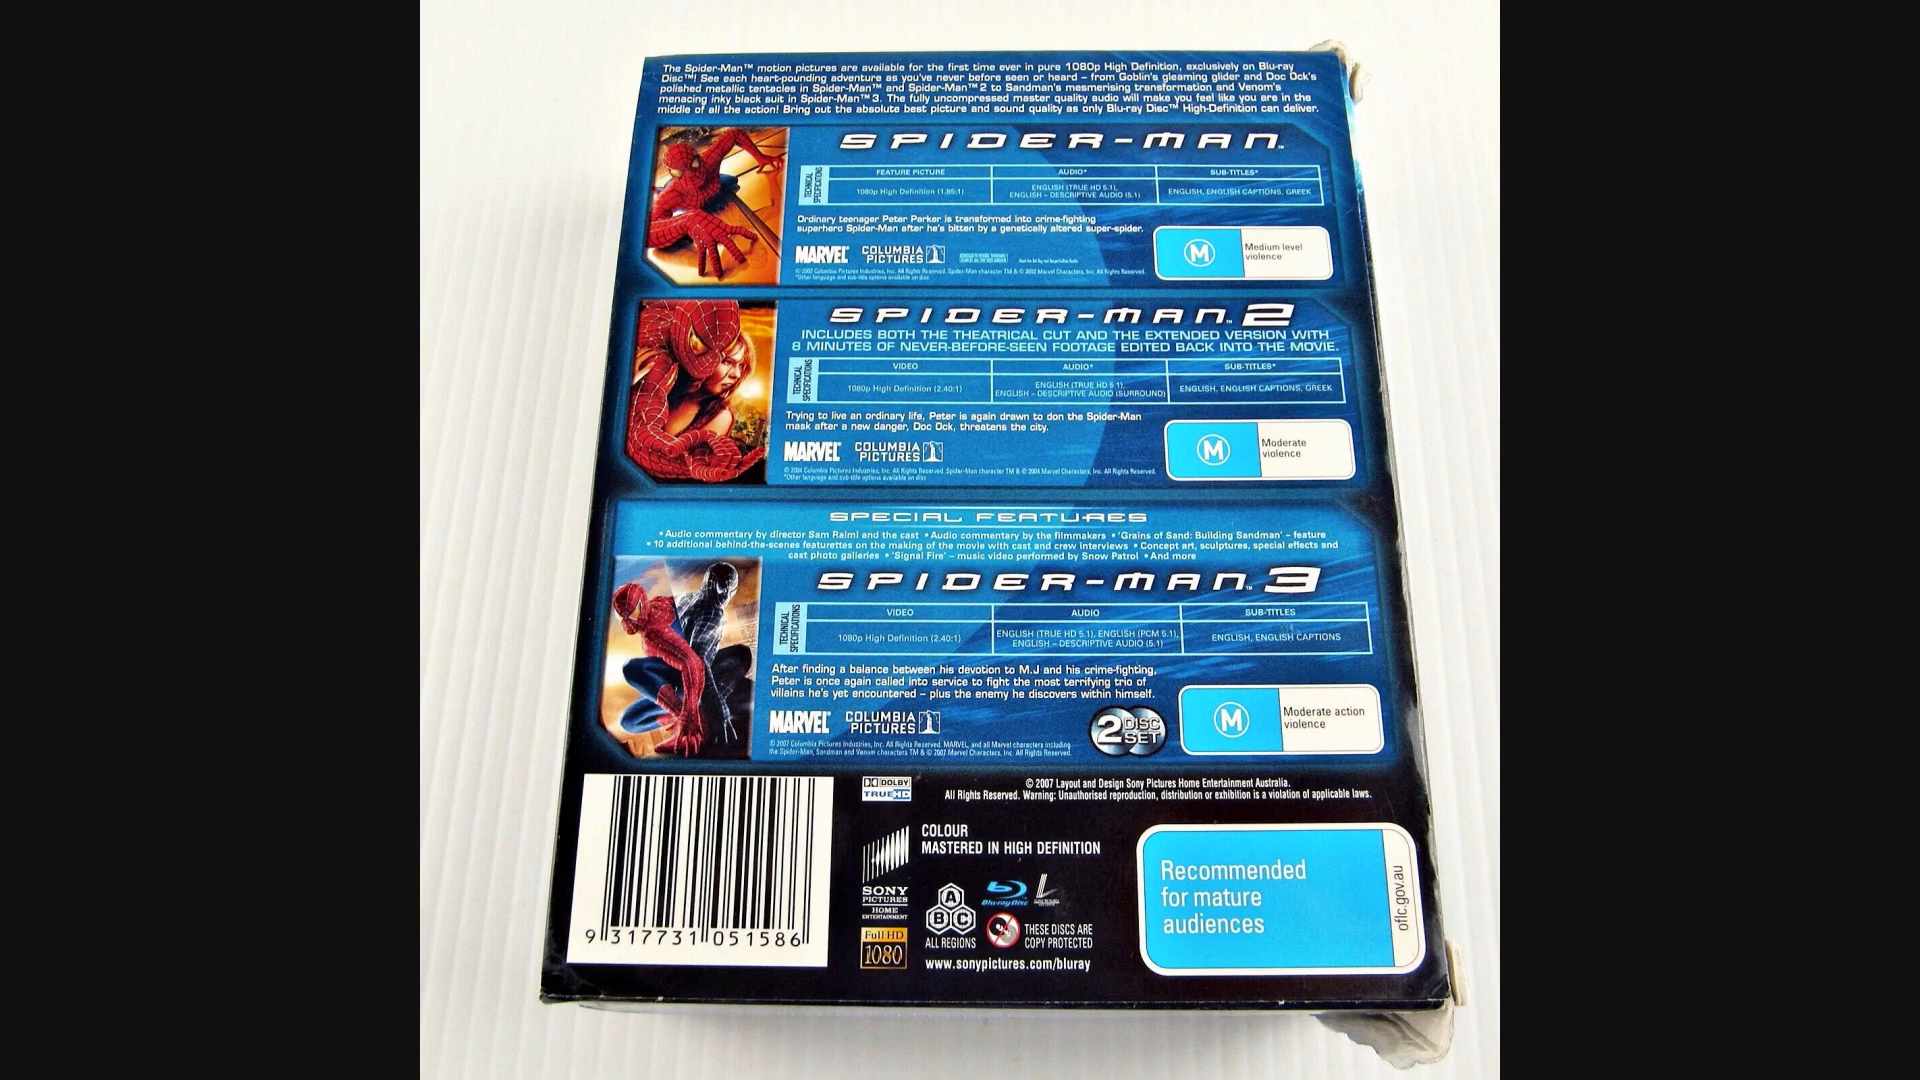 The Spider-Man™ motion pictures are available for the first time ever in pure 1080p High Definition, exclusively on Blu-ray
Disc™! See each heart-pounding adventure as you've never before seen or heard – from Goblin's gleaming glider and Doc Ock's
polished metallic tentacles in Spider-Man™ and Spider-Man™ 2 to Sandman's mesmerising transformation and Venom's
menacing inky black suit in Spider-Man™ 3. The fully uncompressed master quality audio will make you feel like you are in the
middle of all the action! Bring out the absolute best picture and sound quality as only Blu-ray Disc™ High-Definition can deliver.
SPIDER-MAN™
TECHNICAL SPECIFICATIONS
FEATURE PICTURE AUDIO* SUB-TITLES*
1080p High Definition (1.85:1)
ENGLISH (TRUE HD 5.1),
ENGLISH – DESCRIPTIVE AUDIO (5.1)
ENGLISH, ENGLISH CAPTIONS, GREEK
Ordinary teenager Peter Parker is transformed into crime-fighting
superhero Spider-Man after he's bitten by a genetically altered super-spider.
MARVEL COLUMBIA PICTURES
M Medium level
violence
© 2002 Columbia Pictures Industries, Inc. All Rights Reserved. Spider-Man character TM & © 2002 Marvel Characters, Inc. All Rights Reserved.
*Other language and sub-title options available on disc
SPIDER-MAN™ 2
INCLUDES BOTH THE THEATRICAL CUT AND THE EXTENDED VERSION WITH
8 MINUTES OF NEVER-BEFORE-SEEN FOOTAGE EDITED BACK INTO THE MOVIE.
TECHNICAL SPECIFICATIONS
VIDEO AUDIO* SUB-TITLES*
1080p High Definition (2.40:1)
ENGLISH (TRUE HD 5.1),
ENGLISH – DESCRIPTIVE AUDIO (SURROUND)
ENGLISH, ENGLISH CAPTIONS, GREEK
Trying to live an ordinary life, Peter is again drawn to don the Spider-Man
mask after a new danger, Doc Ock, threatens the city.
MARVEL COLUMBIA PICTURES
M Moderate
violence
© 2004 Columbia Pictures Industries, Inc. All Rights Reserved. Spider-Man character TM & © 2004 Marvel Characters, Inc. All Rights Reserved.
*Other language and sub-title options available on disc
SPECIAL FEATURES
• Audio commentary by director Sam Raimi and the cast • Audio commentary by the filmmakers • 'Grains of Sand: Building Sandman' – feature
• 10 additional behind-the-scenes featurettes on the making of the movie with cast and crew interviews • Concept art, sculptures, special effects and
cast photo galleries • 'Signal Fire' – music video performed by Snow Patrol • And more
SPIDER-MAN™ 3
TECHNICAL SPECIFICATIONS
VIDEO AUDIO SUB-TITLES
1080p High Definition (2.40:1)
ENGLISH (TRUE HD 5.1), ENGLISH (PCM 5.1),
ENGLISH – DESCRIPTIVE AUDIO (5.1)
ENGLISH, ENGLISH CAPTIONS
After finding a balance between his devotion to M.J and his crime-fighting,
Peter is once again called into service to fight the most terrifying trio of
villains he's yet encountered – plus the enemy he discovers within himself.
MARVEL COLUMBIA PICTURES
2 DISC SET
M Moderate action
violence
© 2007 Columbia Pictures Industries, Inc. All Rights Reserved. MARVEL, and all Marvel characters including
the Spider-Man, Sandman and Venom characters TM & © 2007 Marvel Characters, Inc. All Rights Reserved.
9 317731 051586
DOLBY
TRUEHD
© 2007 Layout and Design Sony Pictures Home Entertainment Australia.
All Rights Reserved. Warning: Unauthorised reproduction, distribution or exhibition is a violation of applicable laws.
COLOUR
MASTERED IN HIGH DEFINITION
SONY
PICTURES
HOME
ENTERTAINMENT
Full HD
1080
A
B C
ALL REGIONS
Blu-ray Disc
THESE DISCS ARE
COPY PROTECTED
www.sonypictures.com/bluray
Recommended
for mature
audiences
oflc.gov.au